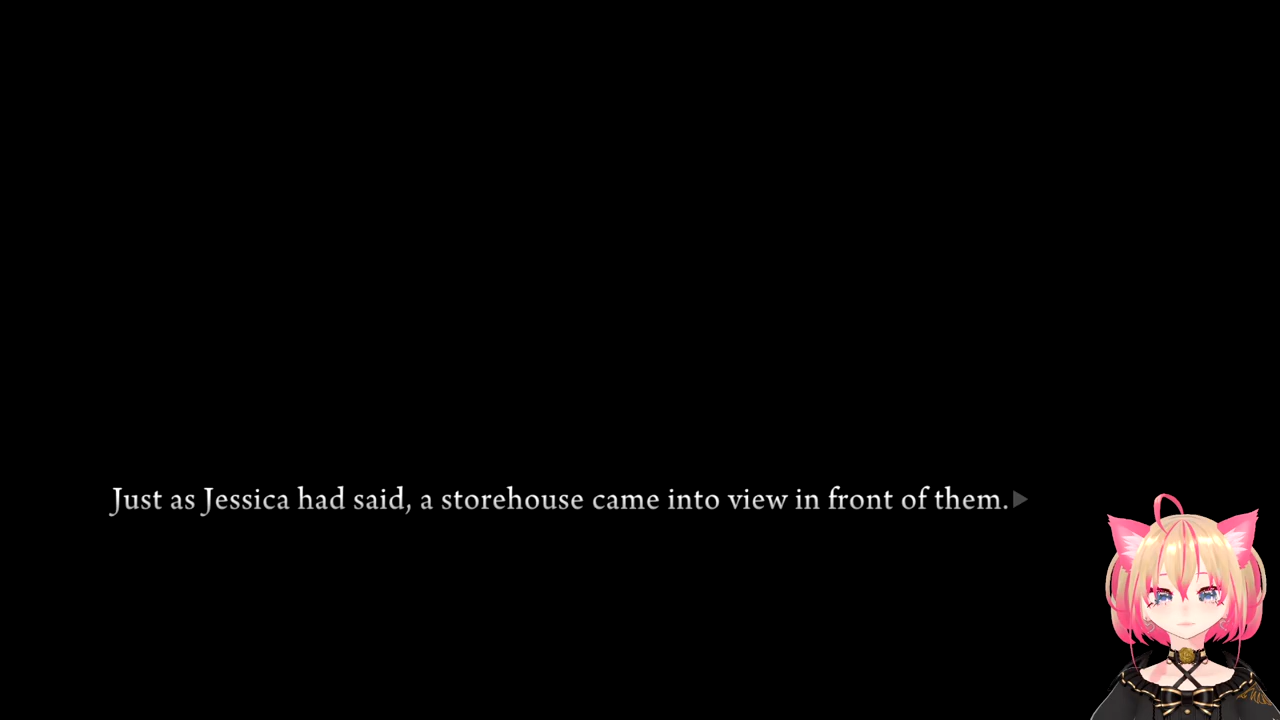 Just as Jessica had said, a storehouse came into view in front of them.